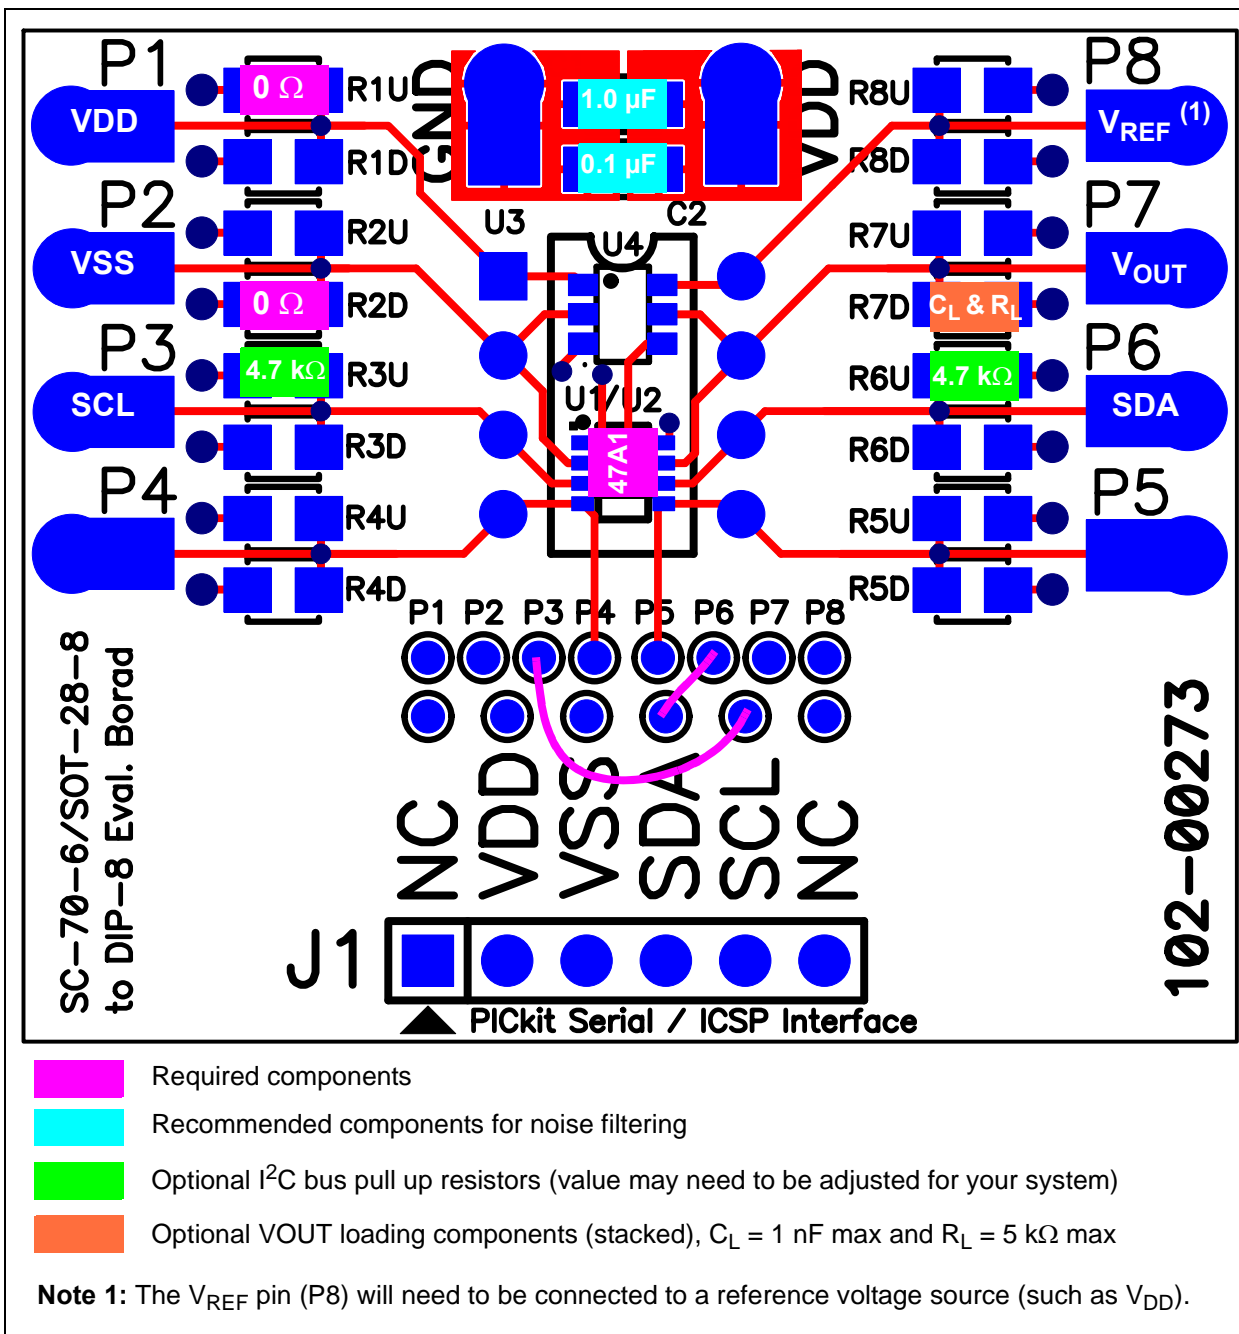 P1
VDD
0 Ω
R1U
R1D
GND
1.0 µF
0.1 µF
VDD
R8U
R8D
P8
VREF (1)
P2
VSS
R2U
0 Ω
R2D
U3
C2
U4
R7U
R7D
CL & RL
P7
VOUT
P3
SCL
4.7 kΩ
R3U
R3D
U1/U2
47A1
R6U
4.7 kΩ
R6D
P6
SDA
P4
R4U
R4D
R5U
R5D
P5
P1 P2 P3 P4 P5 P6 P7 P8
NC
VDD
VSS
SDA
SCL
NC
SC-70-6/SOT-28-8
to DIP-8 Eval. Borad
102-00273
J1
PICkit Serial / ICSP Interface
Required components
Recommended components for noise filtering
Optional I²C bus pull up resistors (value may need to be adjusted for your system)
Optional VOUT loading components (stacked), CL = 1 nF max and RL = 5 kΩ max
Note 1: The VREF pin (P8) will need to be connected to a reference voltage source (such as VDD).